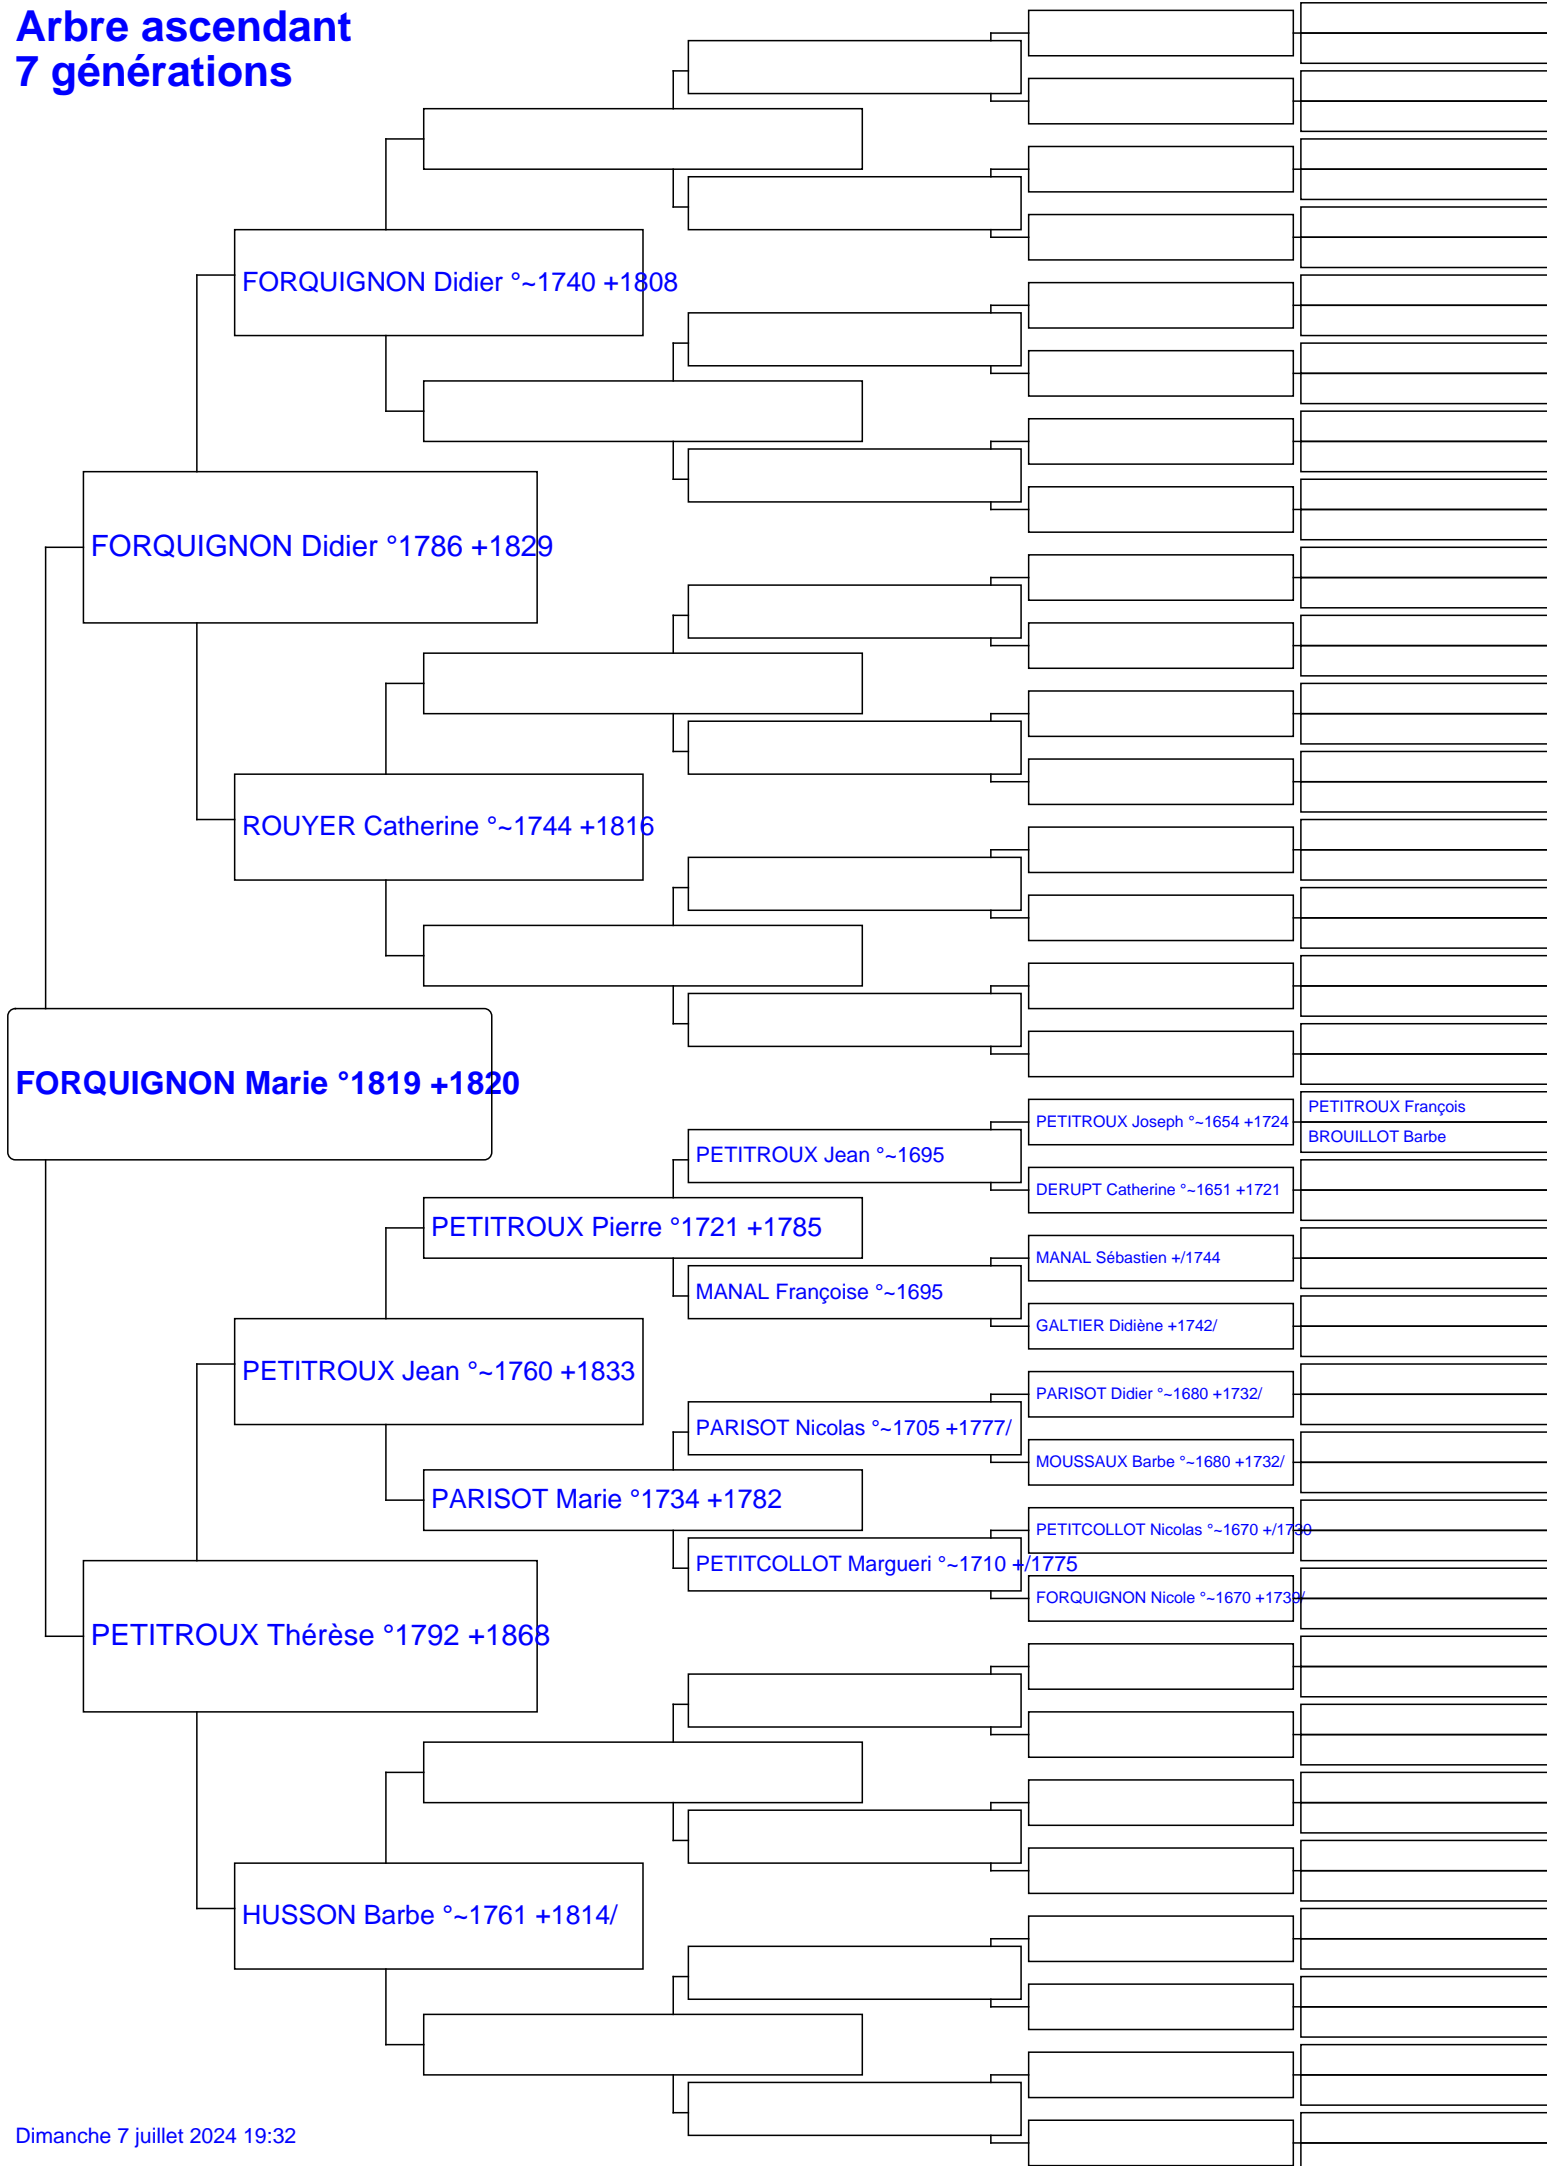 Arbre ascendant
7 générations
FORQUIGNON Didier °~1740 +1808
FORQUIGNON Didier °1786 +1829
ROUYER Catherine °~1744 +1816
FORQUIGNON Marie °1819 +1820
PETITROUX François
PETITROUX Joseph °~1654 +1724
BROUILLOT Barbe
PETITROUX Jean °~1695
DERUPT Catherine °~1651 +1721
PETITROUX Pierre °1721 +1785
MANAL Sébastien +/1744
MANAL Françoise °~1695
GALTIER Didiène +1742/
PETITROUX Jean °~1760 +1833
PARISOT Didier °~1680 +1732/
PARISOT Nicolas °~1705 +1777/
MOUSSAUX Barbe °~1680 +1732/
PARISOT Marie °1734 +1782
PETITCOLLOT Nicolas °~1670 +/1730
PETITCOLLOT Margueri °~1710 +/1775
FORQUIGNON Nicole °~1670 +1739/
PETITROUX Thérèse °1792 +1868
HUSSON Barbe °~1761 +1814/
Dimanche 7 juillet 2024 19:32